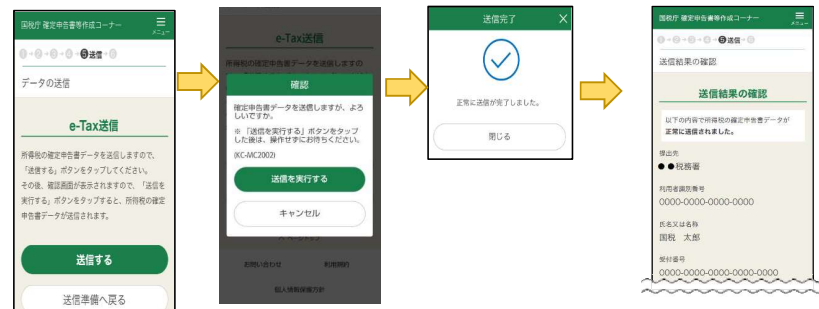 国税庁 確定申告書等作成コーナー
メニュー
5 送信
データの送信
e-Tax送信
所得税の確定申告書データを送信しますので、
「送信する」ボタンをタップしてください。
その後、確認画面が表示されますので、「送信を
実行する」ボタンをタップすると、所得税の確定
申告書データが送信されます。
送信する
送信準備へ戻る
e-Tax送信
所得税の確定申告書データを送信しますの
確認
確定申告書データを送信しますが、よろ
しいですか。
※ 「送信を実行する」ボタンをタップ
した後は、操作せずにお待ちください。
(KC-MC2002)
送信を実行する
キャンセル
お問い合わせ 利用規約
個人情報保護方針
送信完了 X
正常に送信が完了しました。
閉じる
国税庁 確定申告書等作成コーナー
メニュー
5 送信
送信結果の確認
送信結果の確認
以下の内容で所得税の確定申告書データが
正常に送信されました。
提出先
●●税務署
利用者識別番号
0000-0000-0000-0000
氏名又は名称
国税 太郎
受付番号
0000-0000-0000-0000-0000